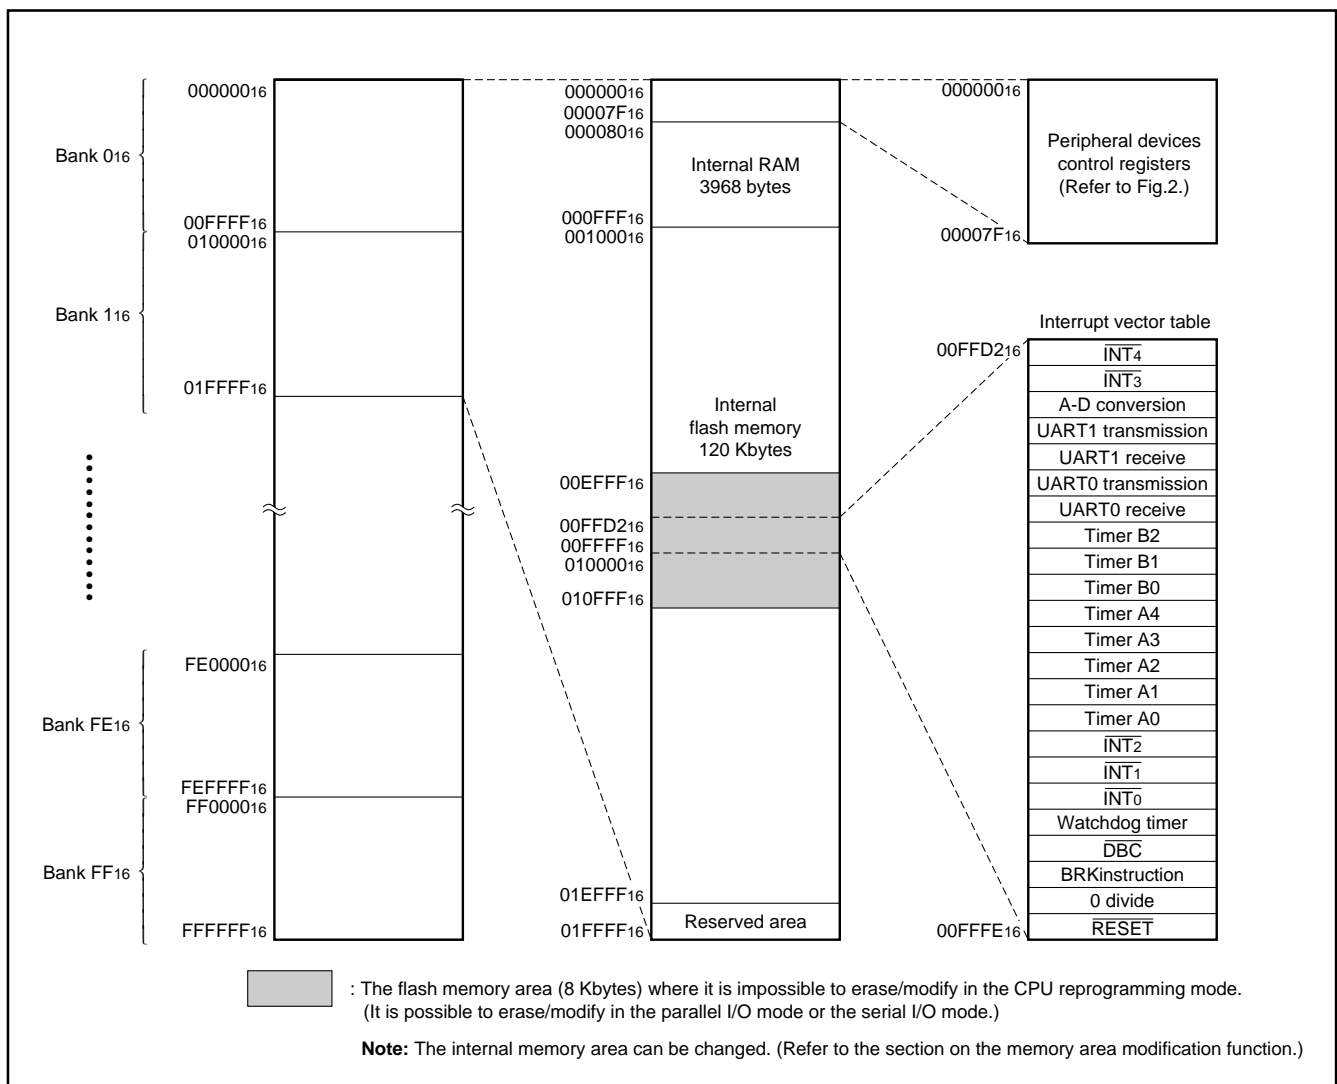 Bank 016
Bank 116
Bank FE16
Bank FF16
00000016
00FFFF16
01000016
01FFFF16
FE000016
FEFFFF16
FF000016
FFFFFF16
00000016
00007F16
00008016
Internal RAM
3968 bytes
000FFF16
00100016
Internal
flash memory
120 Kbytes
00EFFF16
00FFD216
00FFFF16
01000016
010FFF16
01EFFF16
Reserved area
01FFFF16
00000016
Peripheral devices
control registers
(Refer to Fig.2.)
00007F16
Interrupt vector table
00FFD216
INT4
INT3
A-D conversion
UART1 transmission
UART1 receive
UART0 transmission
UART0 receive
Timer B2
Timer B1
Timer B0
Timer A4
Timer A3
Timer A2
Timer A1
Timer A0
INT2
INT1
INT0
Watchdog timer
DBC
BRKinstruction
0 divide
00FFFE16
RESET
: The flash memory area (8 Kbytes) where it is impossible to erase/modify in the CPU reprogramming mode.
(It is possible to erase/modify in the parallel I/O mode or the serial I/O mode.)
Note: The internal memory area can be changed. (Refer to the section on the memory area modification function.)